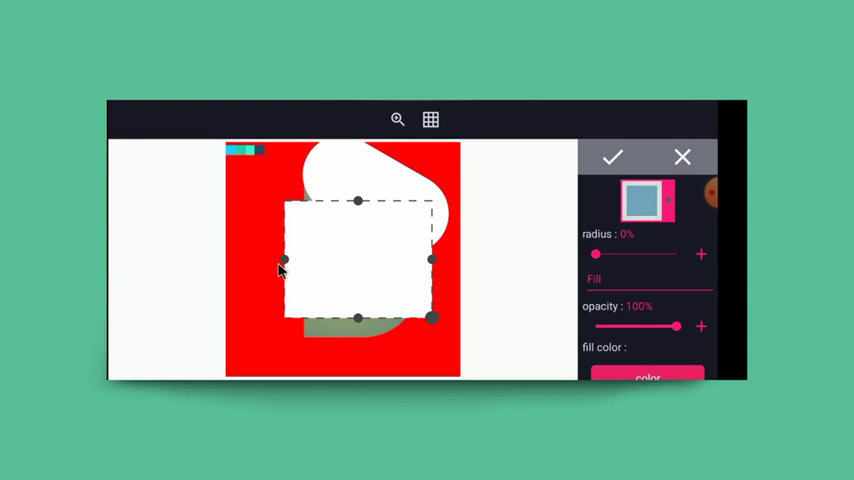 radius : 0%
Fill
opacity : 100%
fill color :
color